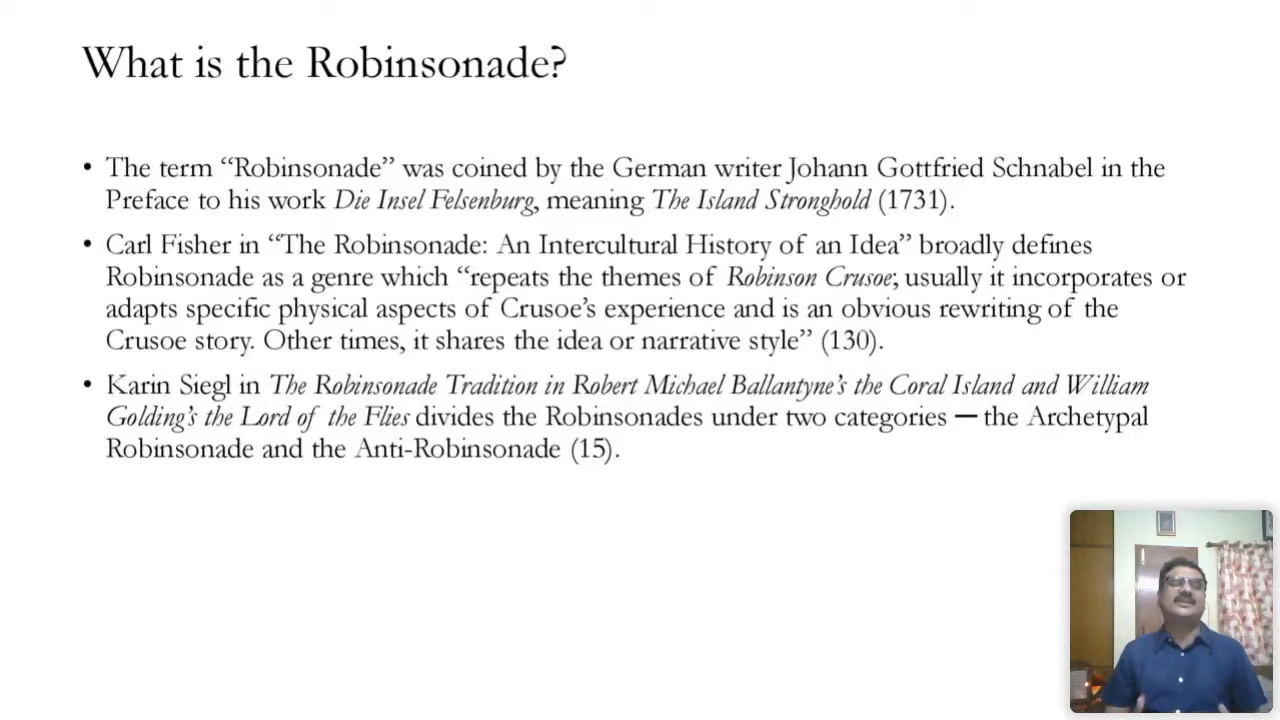 What is the Robinsonade?
• The term “Robinsonade” was coined by the German writer Johann Gottfried Schnabel in the
Preface to his work Die Insel Felsenburg, meaning The Island Stronghold (1731).
• Carl Fisher in “The Robinsonade: An Intercultural History of an Idea” broadly defines
Robinsonade as a genre which “repeats the themes of Robinson Crusoe; usually it incorporates or
adapts specific physical aspects of Crusoe’s experience and is an obvious rewriting of the
Crusoe story. Other times, it shares the idea or narrative style” (130).
• Karin Siegl in The Robinsonade Tradition in Robert Michael Ballantyne’s the Coral Island and William
Golding’s the Lord of the Flies divides the Robinsonades under two categories — the Archetypal
Robinsonade and the Anti-Robinsonade (15).